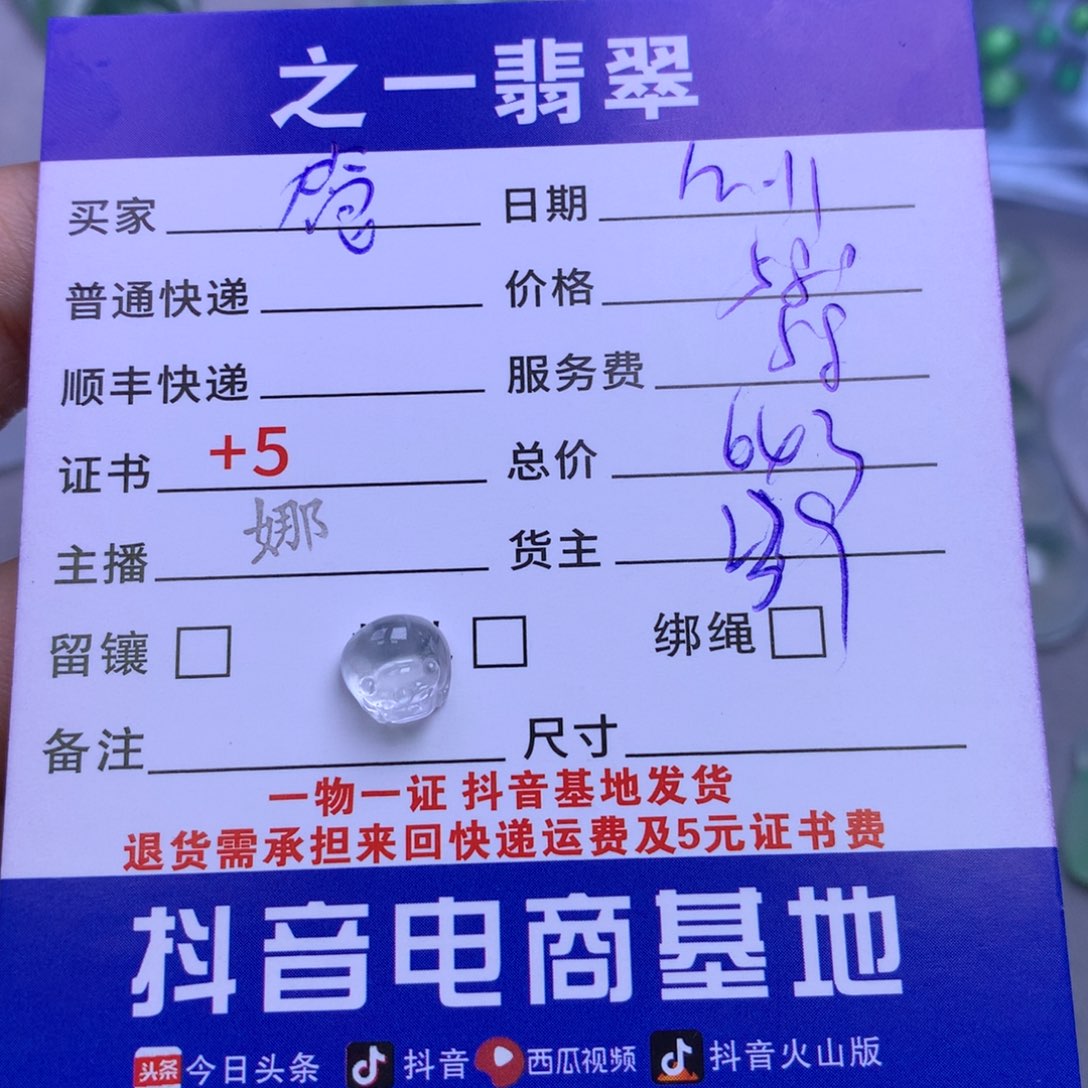 之一翡翠
买家 日期
普通快递 价格
顺丰快递 服务费
证书 +5 总价 643
主播 娜 货主
留镶 绑绳
备注 尺寸
一物一证 抖音基地发货
退货需承担来回快递运费及5元证书费
抖音电商基地
头条 今日头条 抖音 西瓜视频 抖音火山版